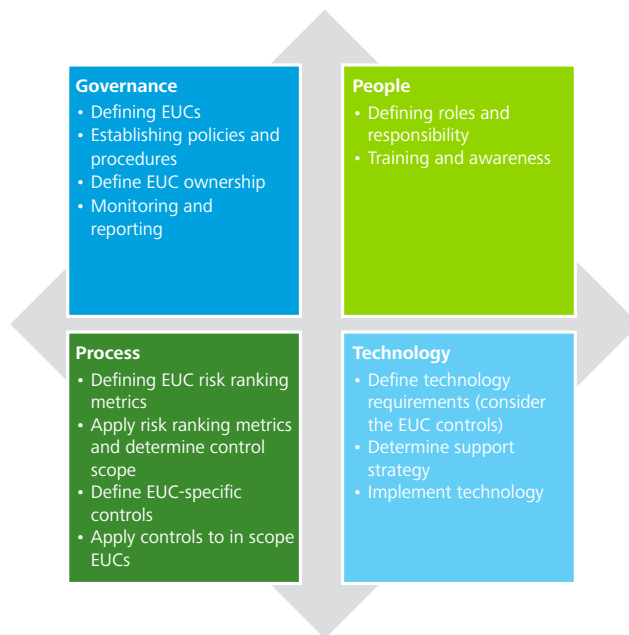 Governance
• Defining EUCs
• Establishing policies and
procedures
• Define EUC ownership
• Monitoring and
reporting
People
• Defining roles and
responsibility
• Training and awareness
Process
• Defining EUC risk ranking
metrics
• Apply risk ranking metrics
and determine control
scope
• Define EUC-specific
controls
• Apply controls to in scope
EUCs
Technology
• Define technology
requirements (consider
the EUC controls)
• Determine support
strategy
• Implement technology